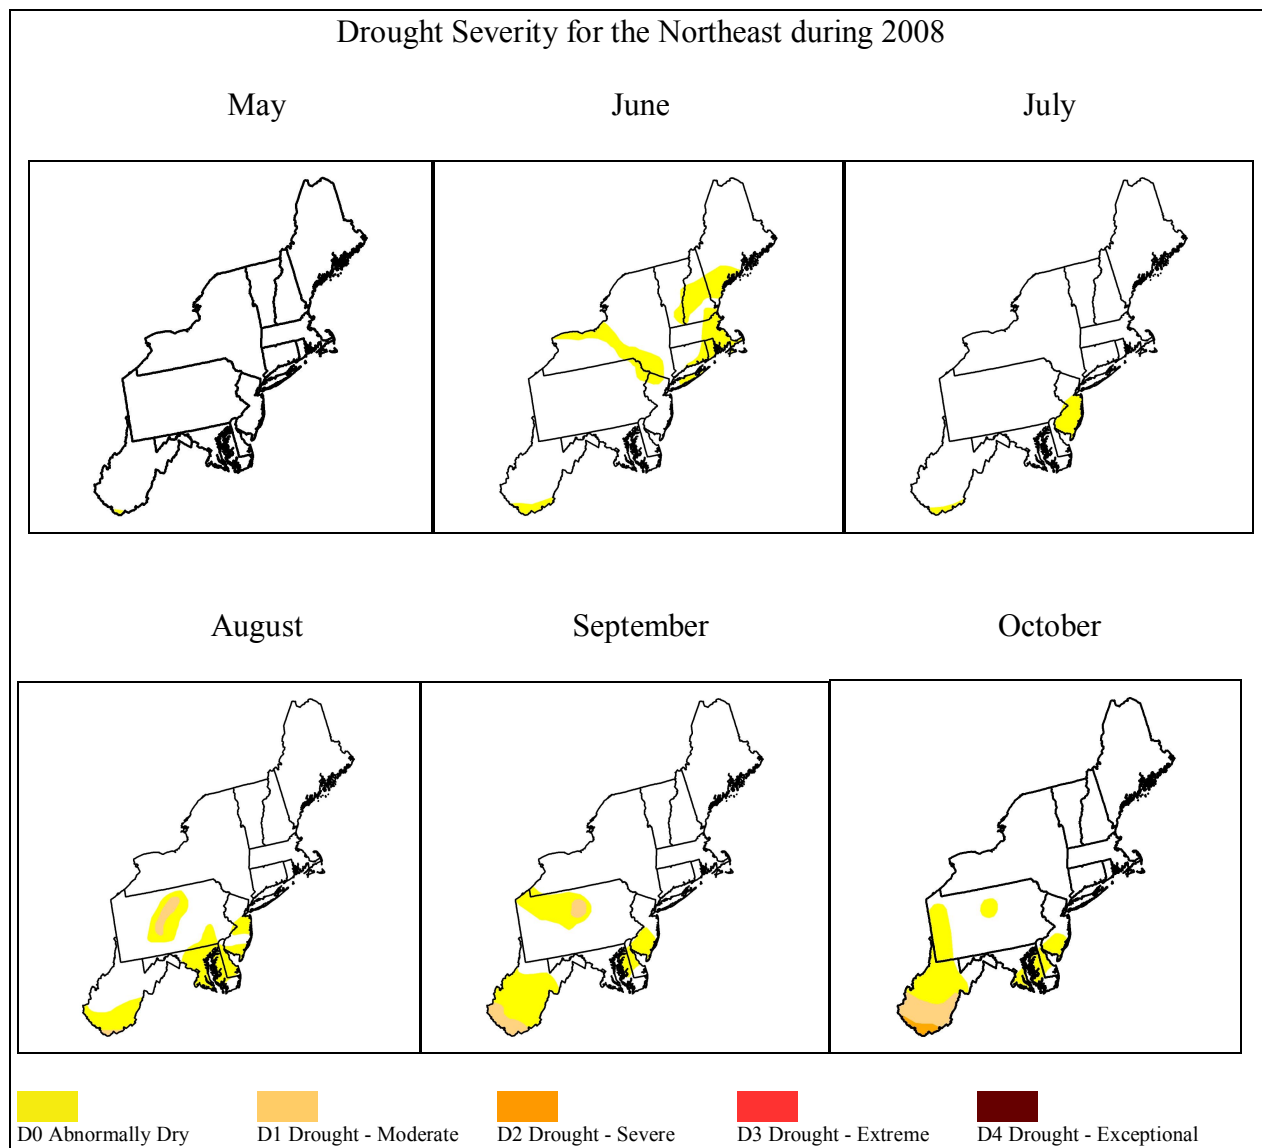 Drought Severity for the Northeast during 2008
May
June
July
August
September
October
D0 Abnormally Dry
D1 Drought - Moderate
D2 Drought - Severe
D3 Drought - Extreme
D4 Drought - Exceptional